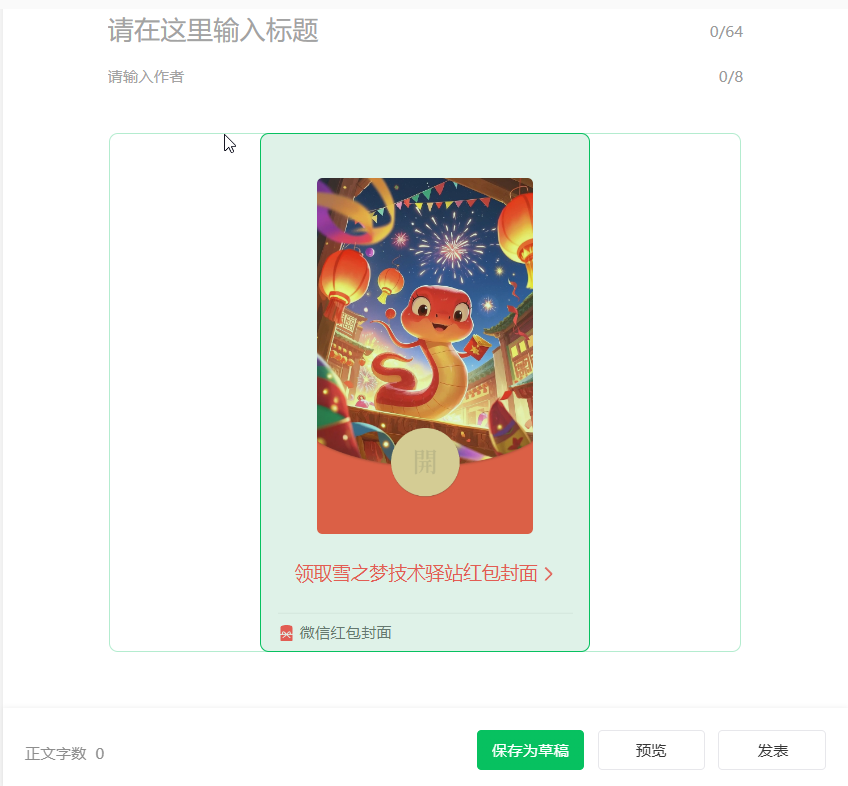 请在这里输入标题 0/64
请输入作者 0/8
開
领取雪之梦技术驿站红包封面
微信红包封面
正文字数 0 保存为草稿 预览 发表